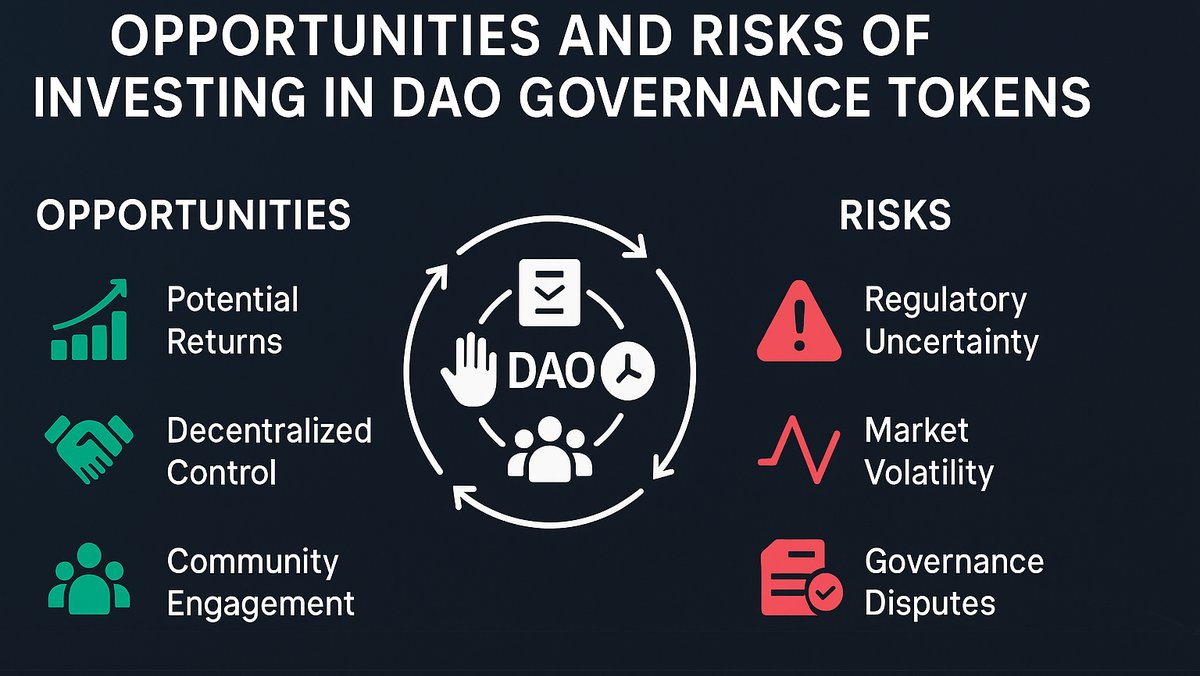 OPPORTUNITIES AND RISKS OF
INVESTING IN DAO GOVERNANCE TOKENS
OPPORTUNITIES
Potential
Returns
Decentralized
Control
Community
Engagement
DAO
RISKS
Regulatory
Uncertainty
Market
Volatility
Governance
Disputes